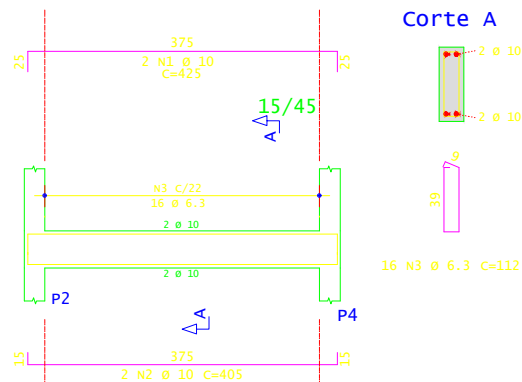 Corte A
375
25
2 N1 Ø 10
C=425
25
2 Ø 10
15/45
A
2 Ø 10
9
39
N3 C/22
16 Ø 6.3
2 Ø 10
2 Ø 10
16 N3 Ø 6.3 C=112
P2
A
P4
375
15
2 N2 Ø 10 C=405
15